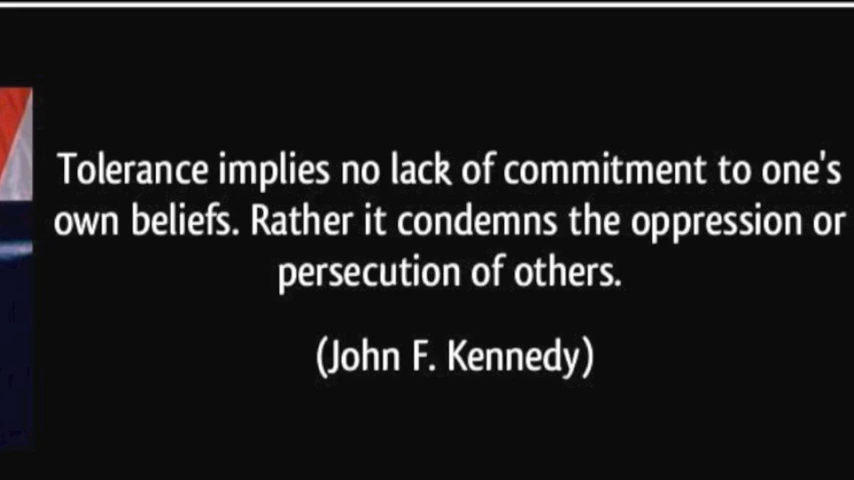 Tolerance implies no lack of commitment to one's
own beliefs. Rather it condemns the oppression or
persecution of others.
(John F. Kennedy)